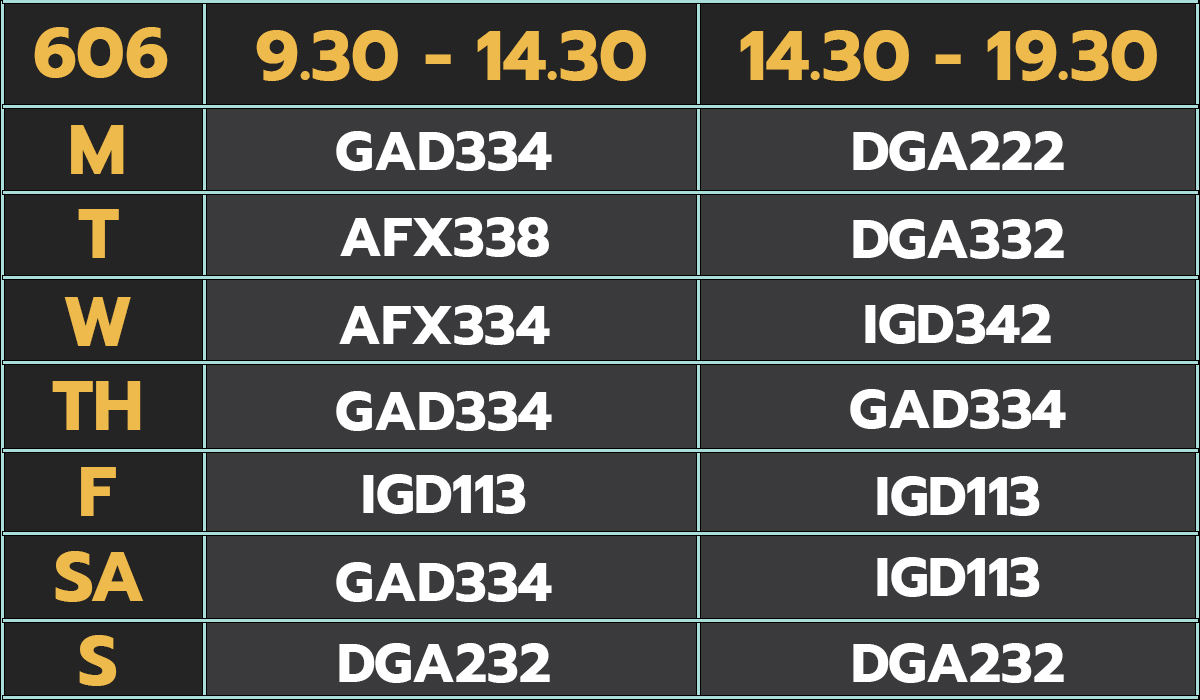 606 9.30 - 14.30 14.30 - 19.30
M GAD334 DGA222
T AFX338 DGA332
W AFX334 IGD342
TH GAD334 GAD334
F IGD113 IGD113
SA GAD334 IGD113
S DGA232 DGA232